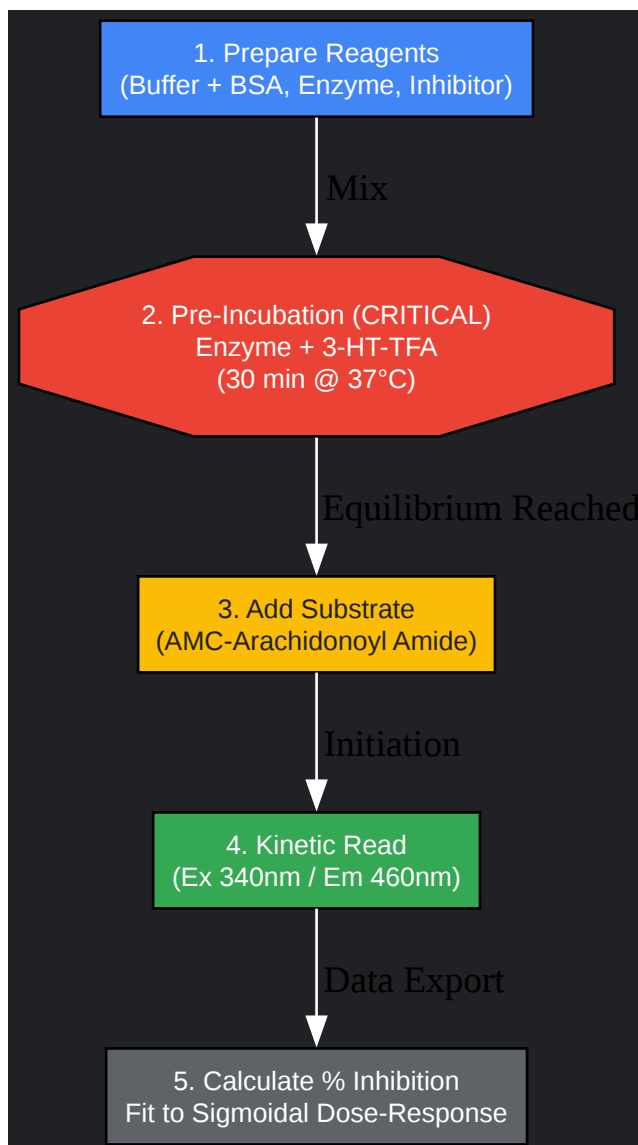 1. Prepare Reagents
(Buffer + BSA, Enzyme, Inhibitor)
Mix
2. Pre-Incubation (CRITICAL)
Enzyme + 3-HT-TFA
(30 min @ 37°C)
Equilibrium Reached
3. Add Substrate
(AMC-Arachidonoyl Amide)
Initiation
4. Kinetic Read
(Ex 340nm / Em 460nm)
Data Export
5. Calculate % Inhibition
Fit to Sigmoidal Dose-Response